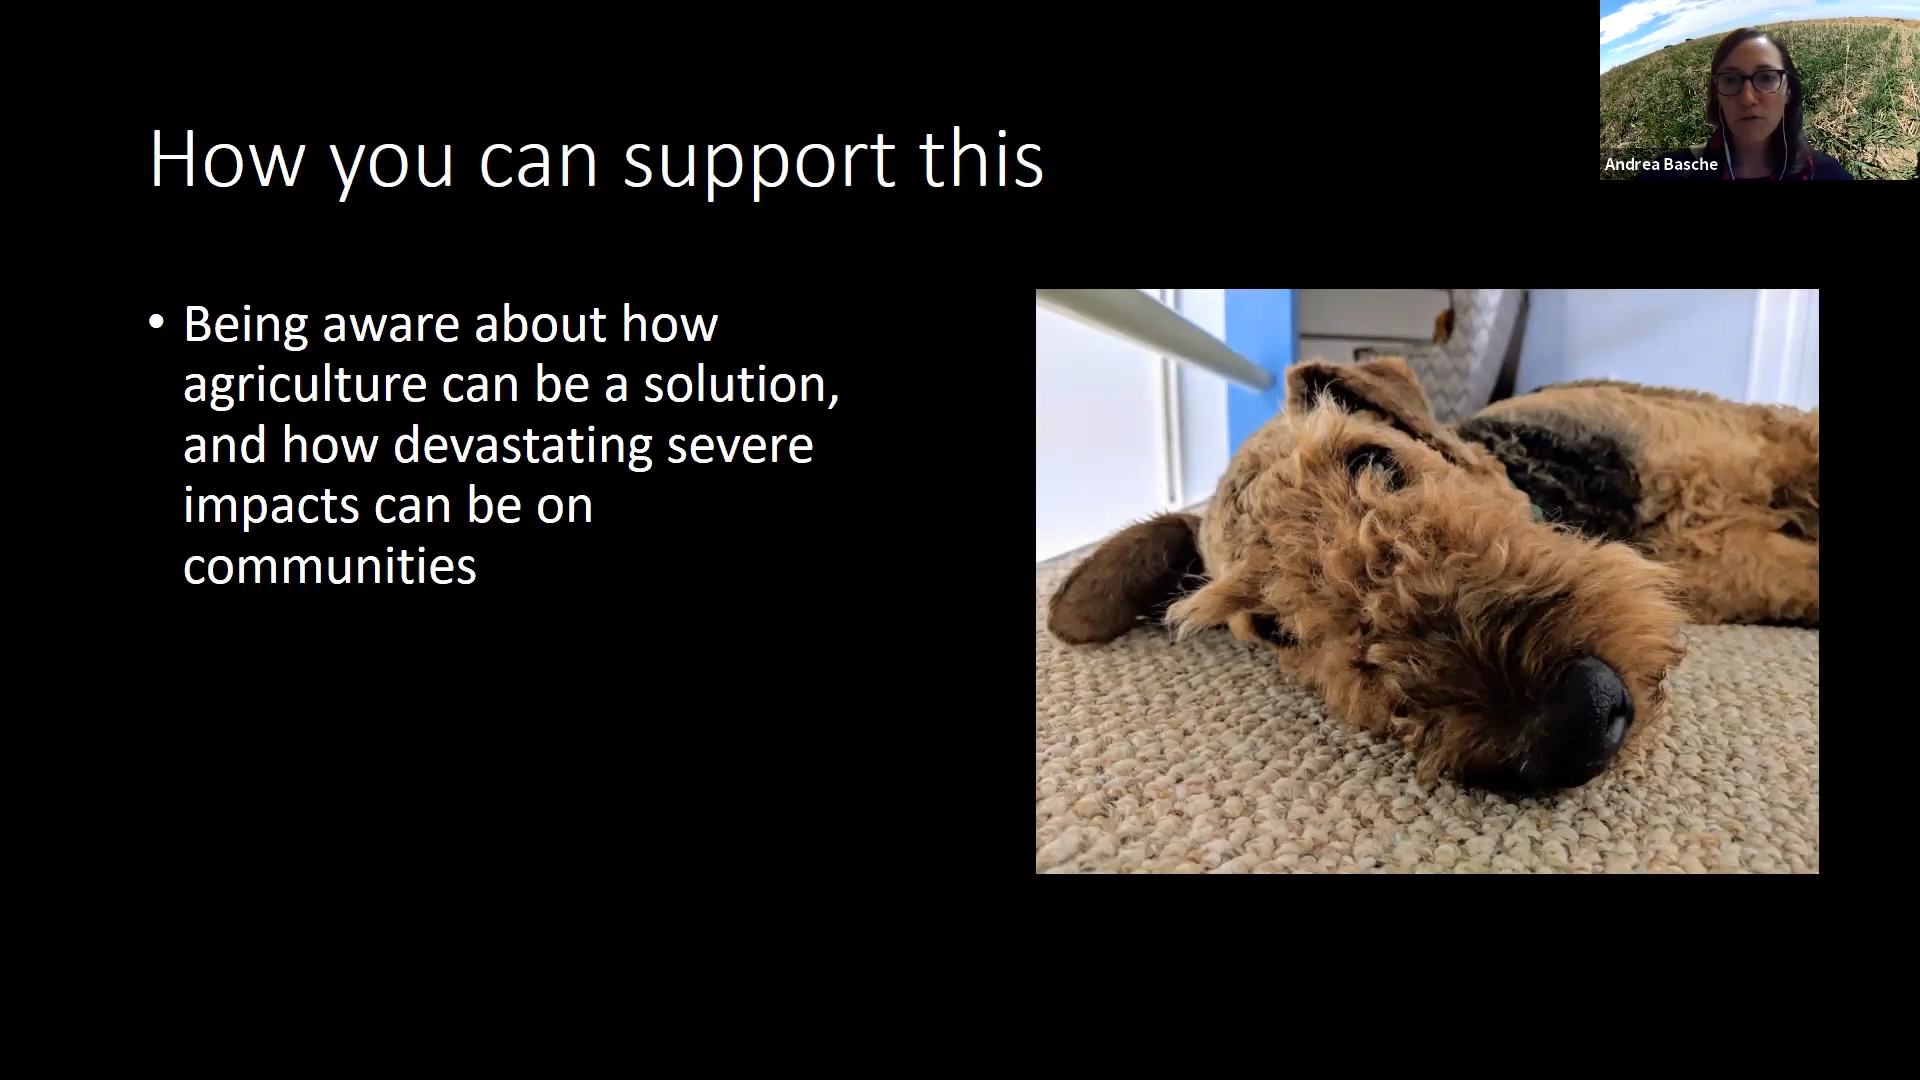 How you can support this
Andrea Basche
• Being aware about how
agriculture can be a solution,
and how devastating severe
impacts can be on
communities